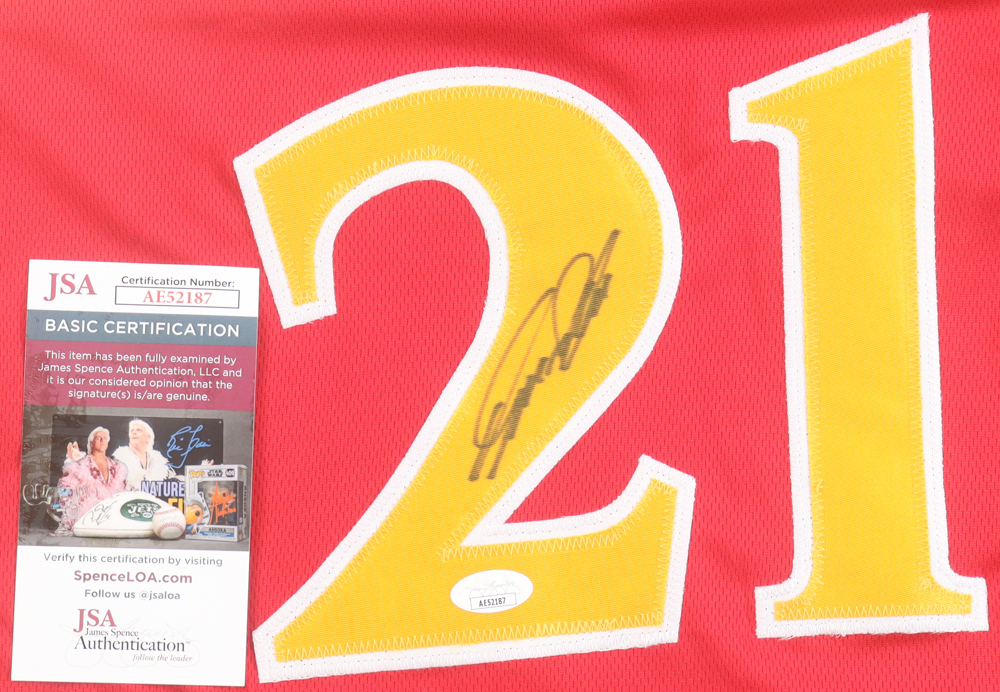 JSA
Certification Number:
AE52187
BASIC CERTIFICATION
This item has been fully examined by
James Spence Authentication, LLC and
it is our considered opinion that the
signature(s) is/are genuine.
NATURE
JETS
Verify this certification by visiting
SpenceLOA.com
Follow us @jsaloa
JSA
James Spence
Authentication
follow the leader
21
AE52187